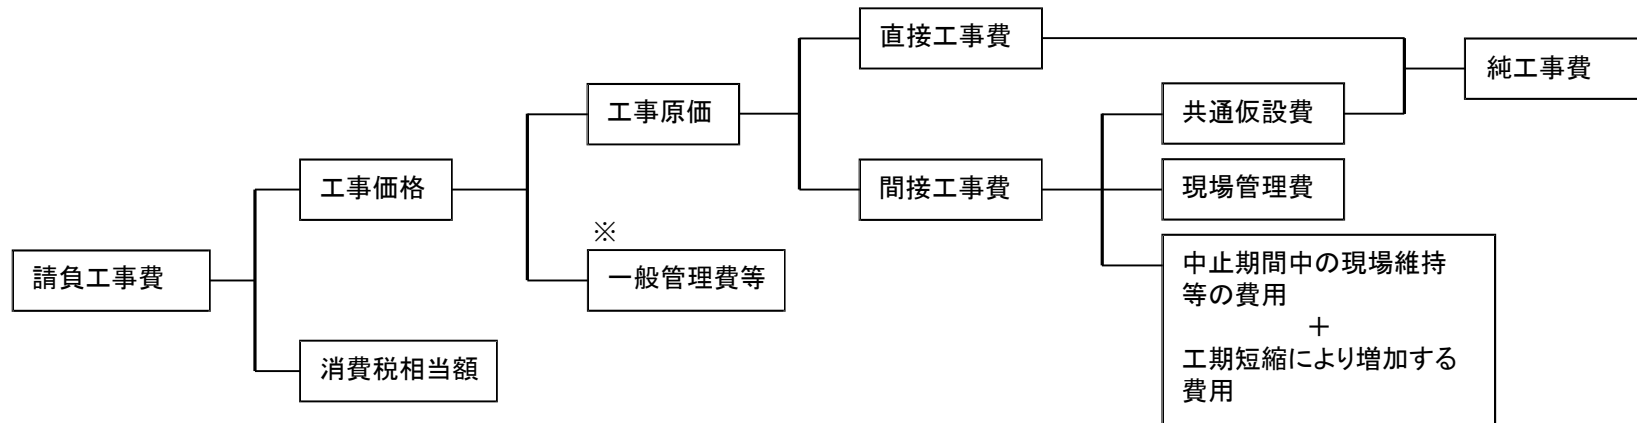 直接工事費
純工事費
工事原価
共通仮設費
工事価格
間接工事費
現場管理費
※
一般管理費等
請負工事費
中止期間中の現場維持
等の費用
＋
工期短縮により増加する
費用
消費税相当額